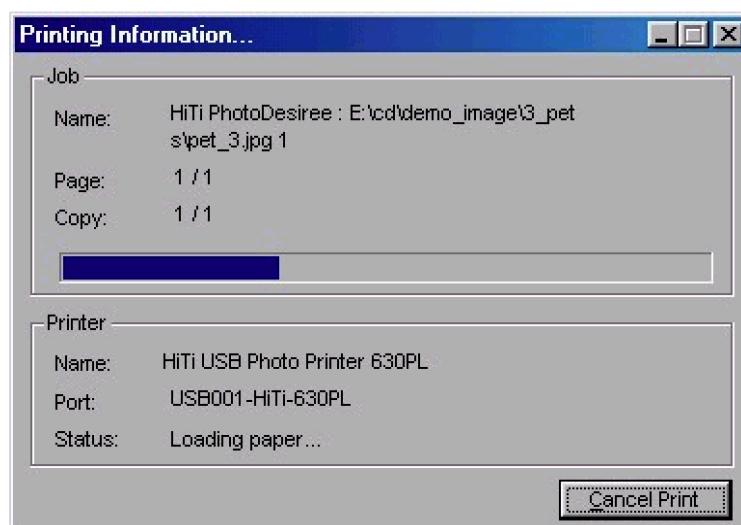 Printing Information...
Job
Name: HiTi PhotoDesiree : E:\cd\demo_image\3_pet
s\pet_3.jpg 1
Page: 1 / 1
Copy: 1 / 1
Printer
Name: HiTi USB Photo Printer 630PL
Port: USB001-HiTi-630PL
Status: Loading paper...
Cancel Print